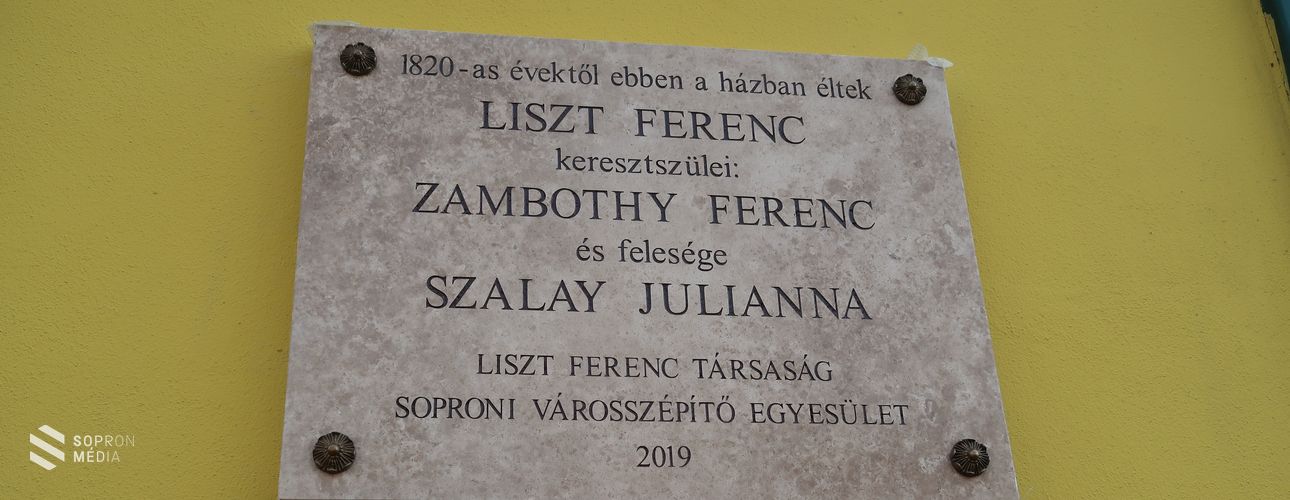 1820-as évektől ebben a házban éltek
LISZT FERENC
keresztszülei:
ZAMBOTHY FERENC
és felesége
SZALAY JULIANNA
LISZT FERENC TÁRSASÁG
SOPRONI VÁROSSZÉPÍTŐ EGYESÜLET
2019
SOPRON
MÉDIA